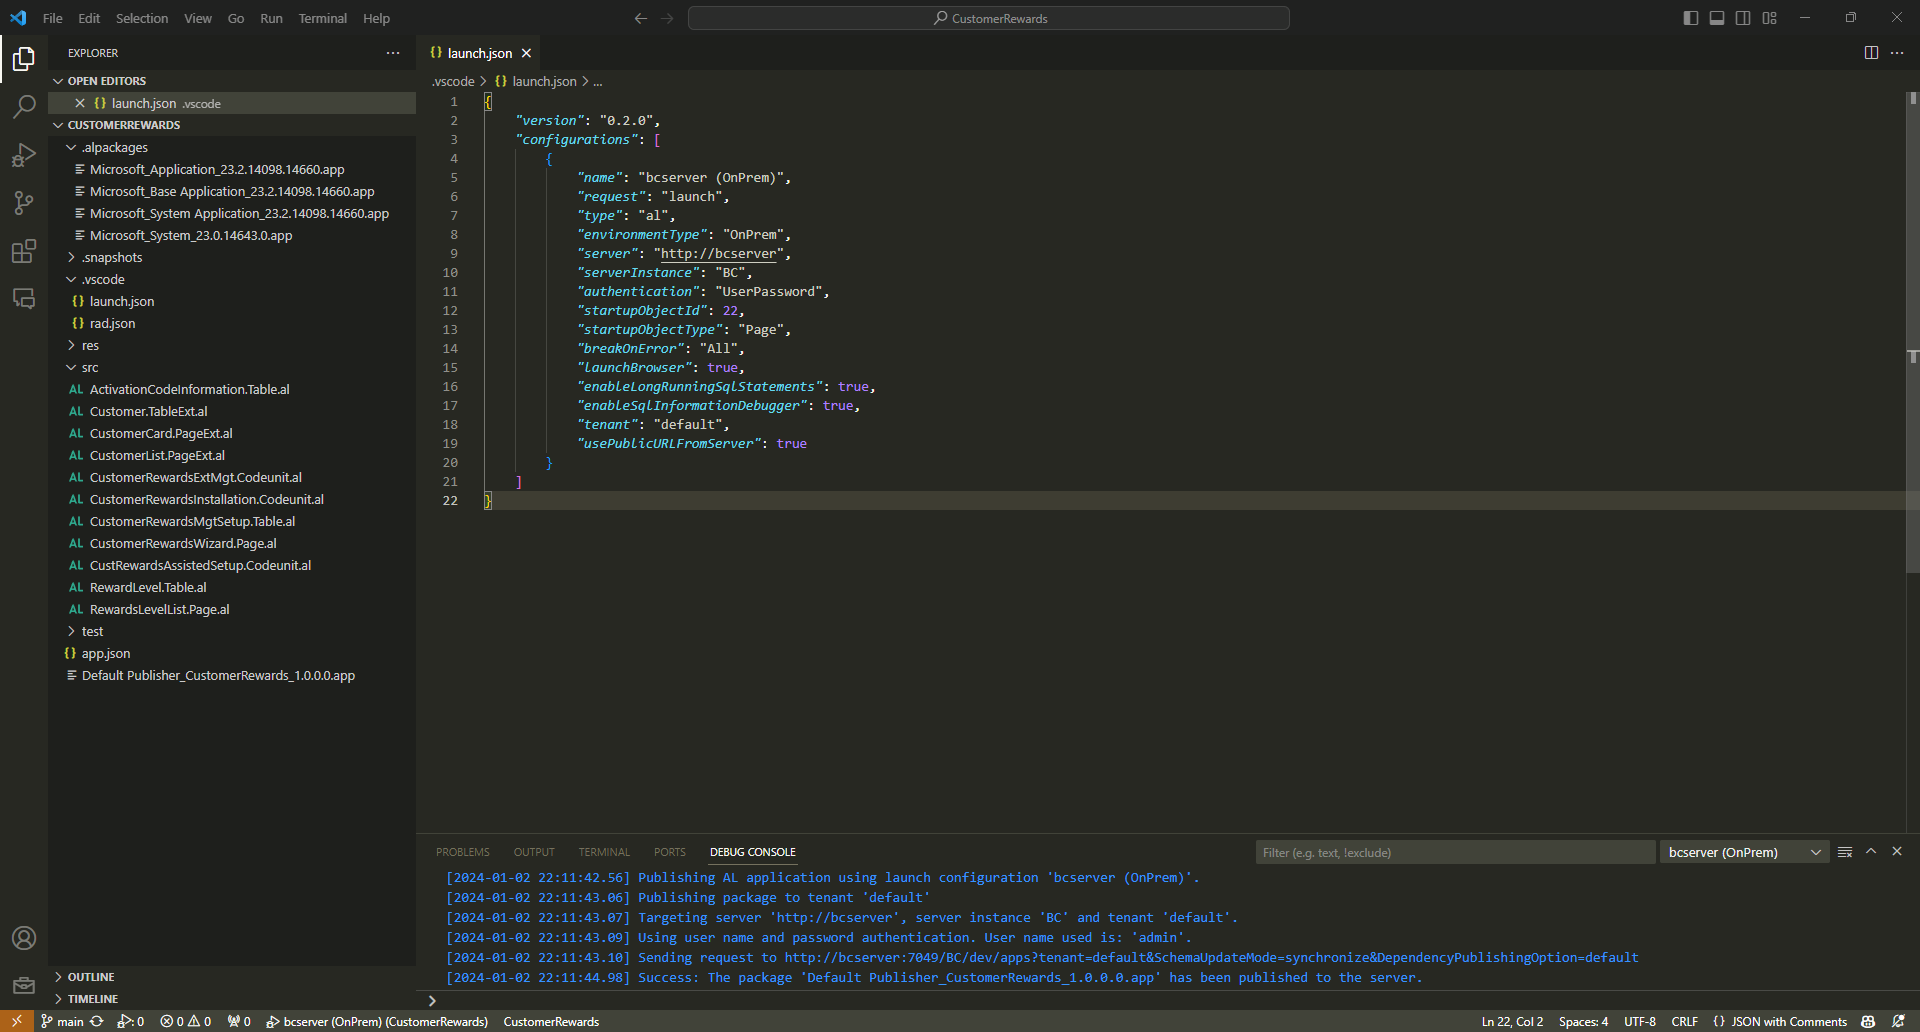 File Edit Selection View Go Run Terminal Help
CustomerRewards
EXPLORER
OPEN EDITORS
launch.json .vscode
CUSTOMERREWARDS
.alpackages
Microsoft_Application_23.2.14098.14660.app
Microsoft_Base Application_23.2.14098.14660.app
Microsoft_System Application_23.2.14098.14660.app
Microsoft_System_23.0.14643.0.app
.snapshots
.vscode
{} launch.json
{} rad.json
res
src
AL ActivationCodeInformation.Table.al
AL Customer.TableExt.al
AL CustomerCard.PageExt.al
AL CustomerList.PageExt.al
AL CustomerRewardsExtMgt.Codeunit.al
AL CustomerRewardsInstallation.Codeunit.al
AL CustomerRewardsMgtSetup.Table.al
AL CustomerRewardsWizard.Page.al
AL CustRewardsAssistedSetup.Codeunit.al
AL RewardLevel.Table.al
AL RewardsLevelList.Page.al
test
{} app.json
Default Publisher_CustomerRewards_1.0.0.0.app
OUTLINE
TIMELINE
{} launch.json
.vscode > {} launch.json > ...
1 {
2 "version": "0.2.0",
3 "configurations": [
4 {
5 "name": "bcserver (OnPrem)",
6 "request": "launch",
7 "type": "al",
8 "environmentType": "OnPrem",
9 "server": "http://bcserver",
10 "serverInstance": "BC",
11 "authentication": "UserPassword",
12 "startupObjectId": 22,
13 "startupObjectType": "Page",
14 "breakOnError": "All",
15 "launchBrowser": true,
16 "enableLongRunningSqlStatements": true,
17 "enableSqlInformationDebugger": true,
18 "tenant": "default",
19 "usePublicURLFromServer": true
20 }
21 ]
22 }
PROBLEMS OUTPUT TERMINAL PORTS DEBUG CONSOLE
Filter (e.g. text, !exclude)
bcserver (OnPrem)
[2024-01-02 22:11:42.56] Publishing AL application using launch configuration 'bcserver (OnPrem)'.
[2024-01-02 22:11:43.06] Publishing package to tenant 'default'
[2024-01-02 22:11:43.07] Targeting server 'http://bcserver', server instance 'BC' and tenant 'default'.
[2024-01-02 22:11:43.09] Using user name and password authentication. User name used is: 'admin'.
[2024-01-02 22:11:43.10] Sending request to http://bcserver:7049/BC/dev/apps?tenant=default&SchemaUpdateMode=synchronize&DependencyPublishingOption=default
[2024-01-02 22:11:44.98] Success: The package 'Default Publisher_CustomerRewards_1.0.0.0.app' has been published to the server.
main 0 0 0 0 bcserver (OnPrem) (CustomerRewards) CustomerRewards
Ln 22, Col 2 Spaces: 4 UTF-8 CRLF {} JSON with Comments